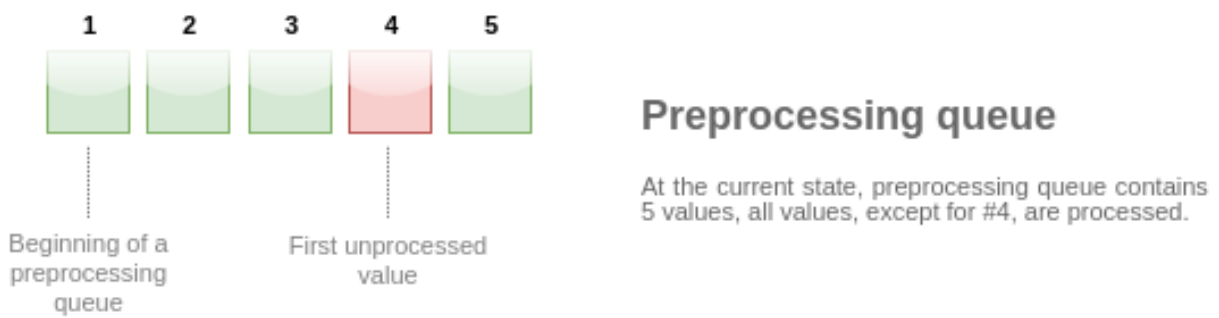 1 2 3 4 5
Preprocessing queue
At the current state, preprocessing queue contains
5 values, all values, except for #4, are processed.
Beginning of a
preprocessing
queue
First unprocessed
value